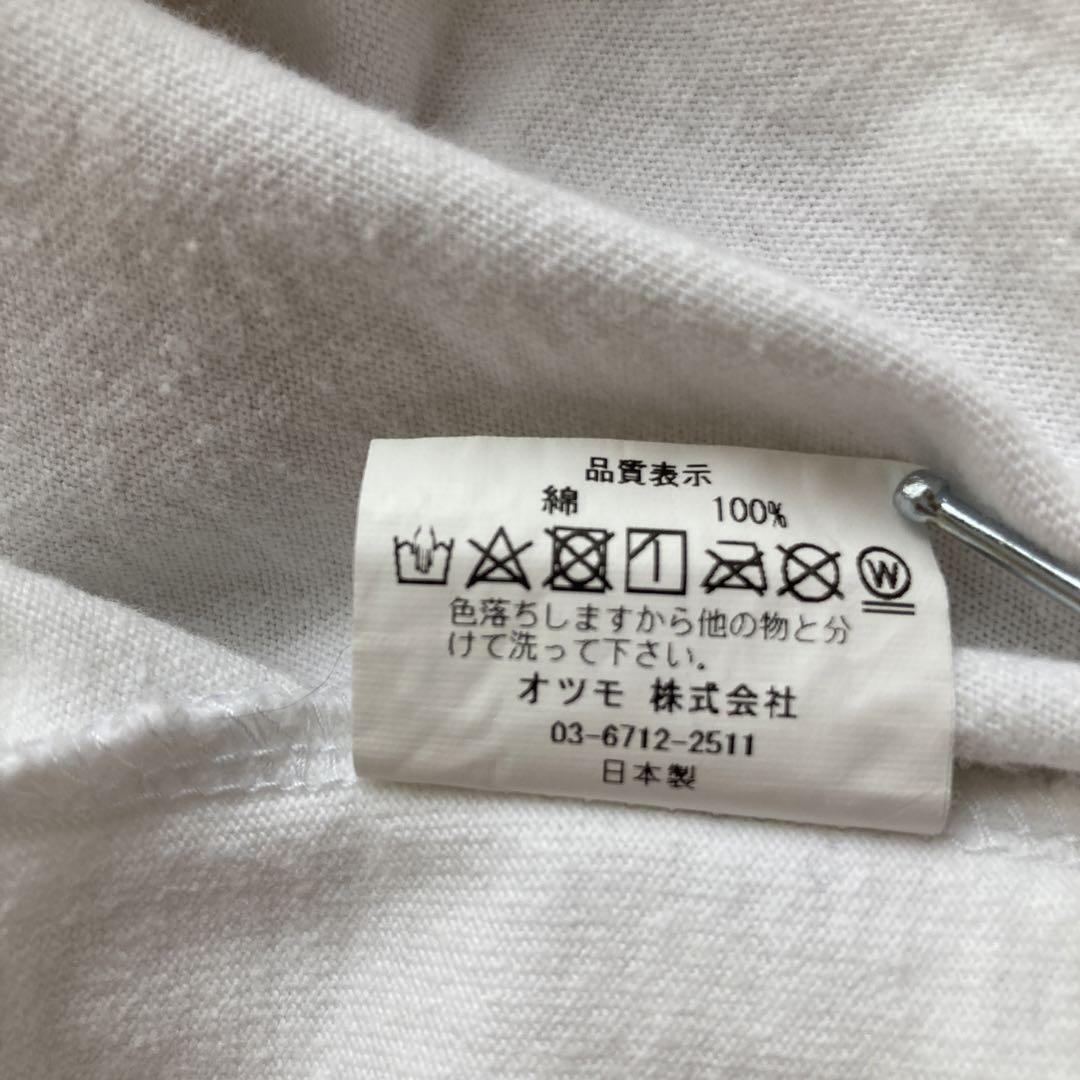 品質表示
綿 100%
W
色落ちしますから他の物と分
けて洗って下さい.
オツモ 株式会社
03-6712-2511
日本製